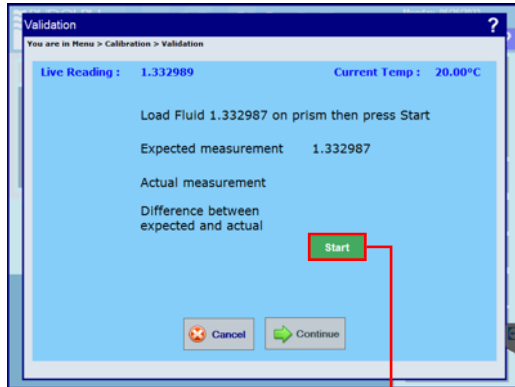 Validation
?
You are in Menu > Calibration > Validation
Live Reading : 1.332989 Current Temp : 20.00°C
Load Fluid 1.332987 on prism then press Start
Expected measurement 1.332987
Actual measurement
Difference between
expected and actual
Start
Cancel
Continue